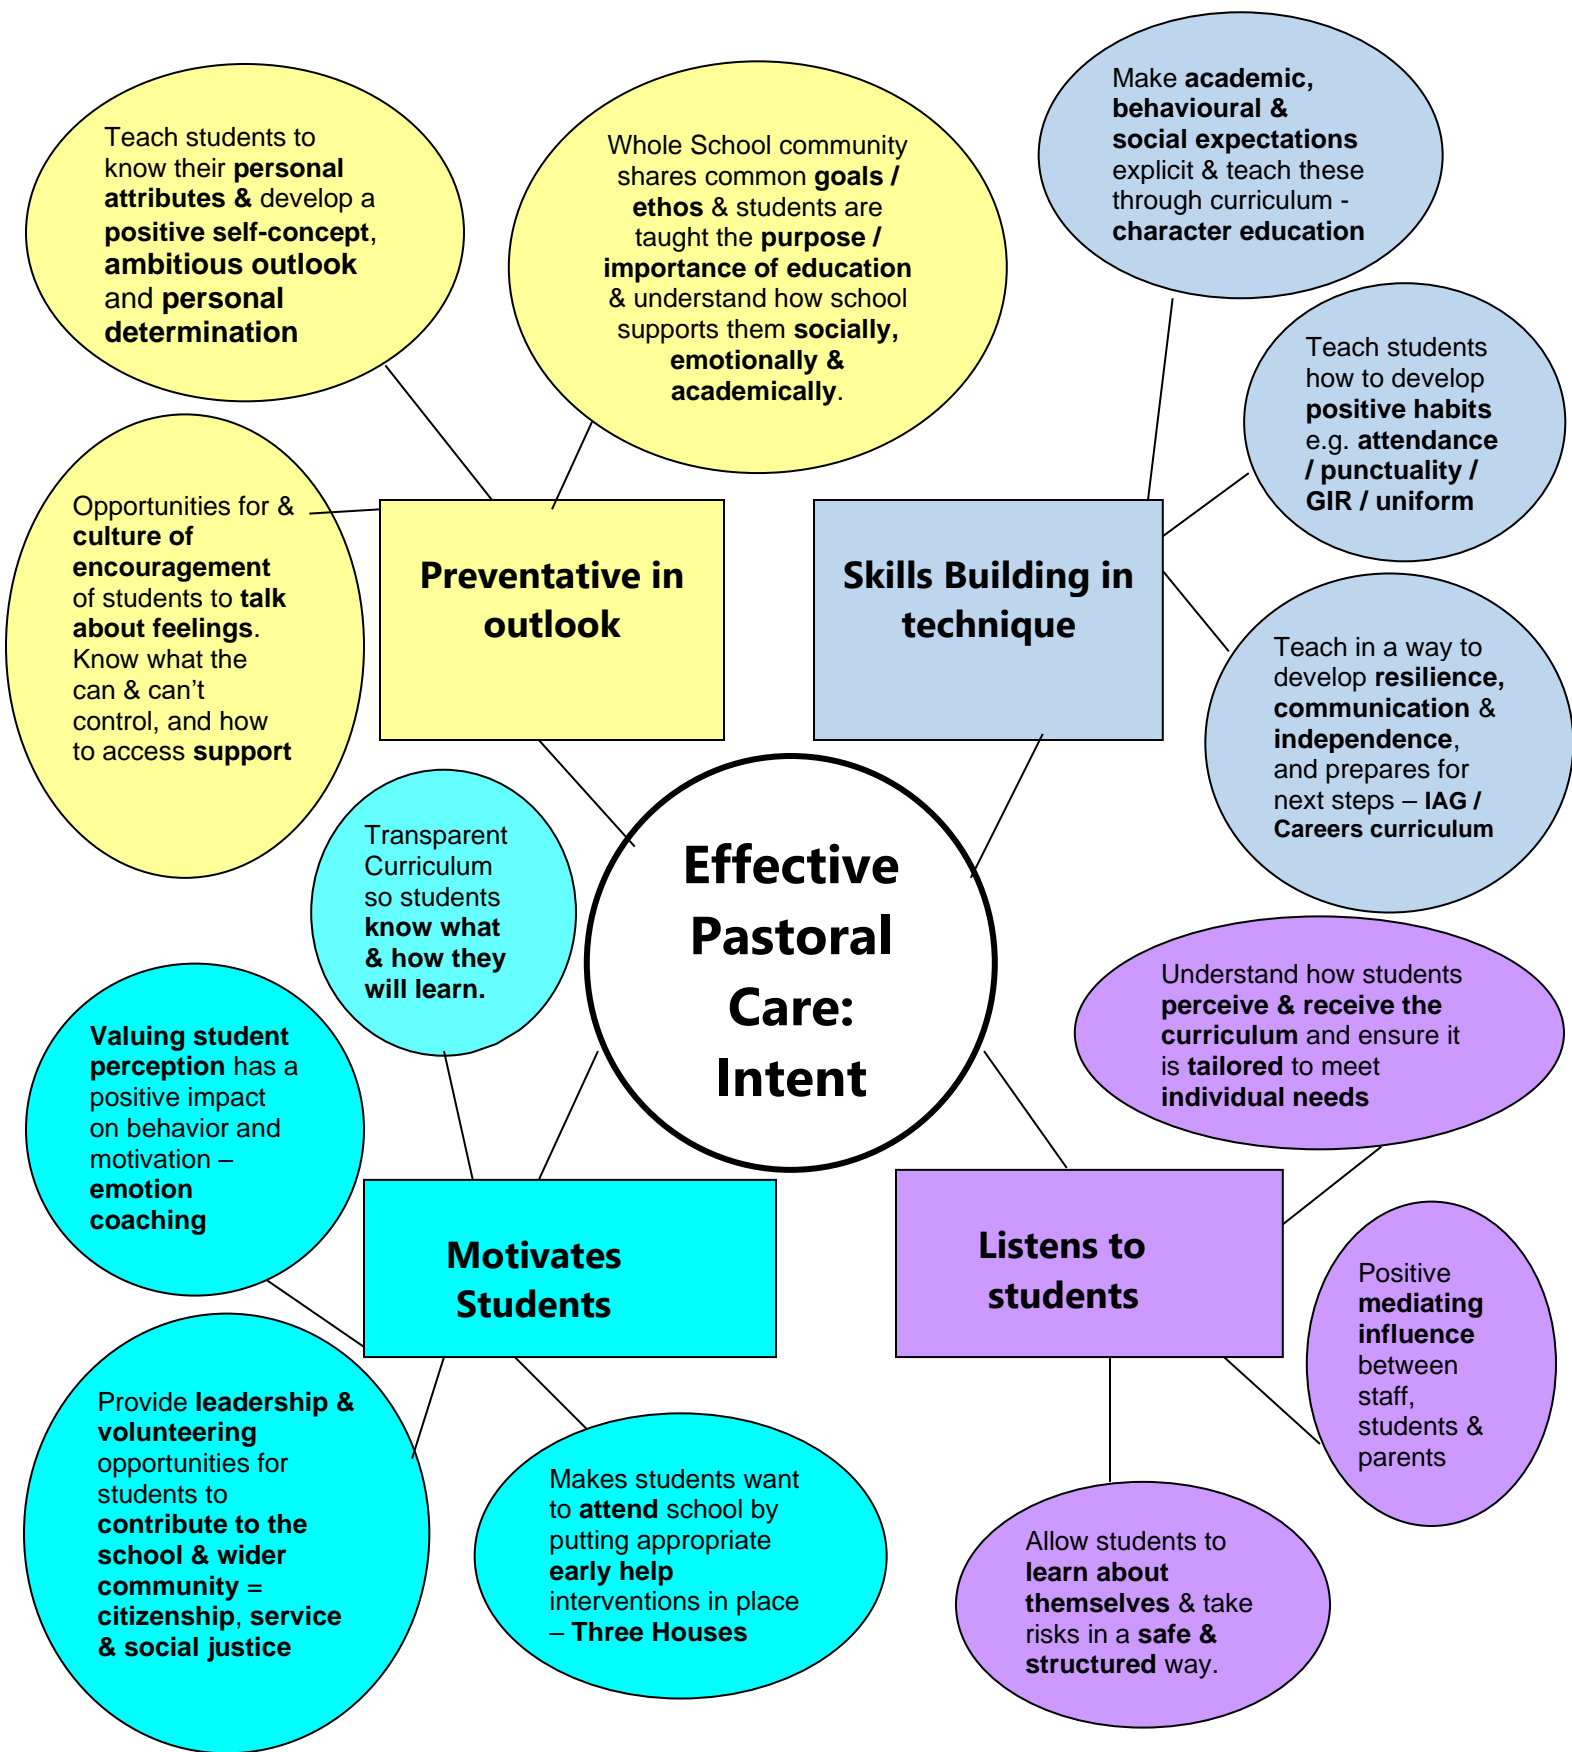 Teach students to
know their personal
attributes & develop a
positive self-concept,
ambitious outlook
and personal
determination
Whole School community
shares common goals /
ethos & students are
taught the purpose /
importance of education
& understand how school
supports them socially,
emotionally &
academically.
Make academic,
behavioural &
social expectations
explicit & teach these
through curriculum -
character education
Teach students
how to develop
positive habits
e.g. attendance
/ punctuality /
GIR / uniform
Opportunities for &
culture of
encouragement
of students to talk
about feelings.
Know what the
can & can't
control, and how
to access support
Preventative in
outlook
Skills Building in
technique
Teach in a way to
develop resilience,
communication &
independence,
and prepares for
next steps – IAG /
Careers curriculum
Transparent
Curriculum
so students
know what
& how they
will learn.
Effective
Pastoral
Care:
Intent
Understand how students
perceive & receive the
curriculum and ensure it
is tailored to meet
individual needs
Valuing student
perception has a
positive impact
on behavior and
motivation –
emotion
coaching
Motivates
Students
Listens to
students
Positive
mediating
influence
between
staff,
students &
parents
Provide leadership &
volunteering
opportunities for
students to
contribute to the
school & wider
community =
citizenship, service
& social justice
Makes students want
to attend school by
putting appropriate
early help
interventions in place
– Three Houses
Allow students to
learn about
themselves & take
risks in a safe &
structured way.